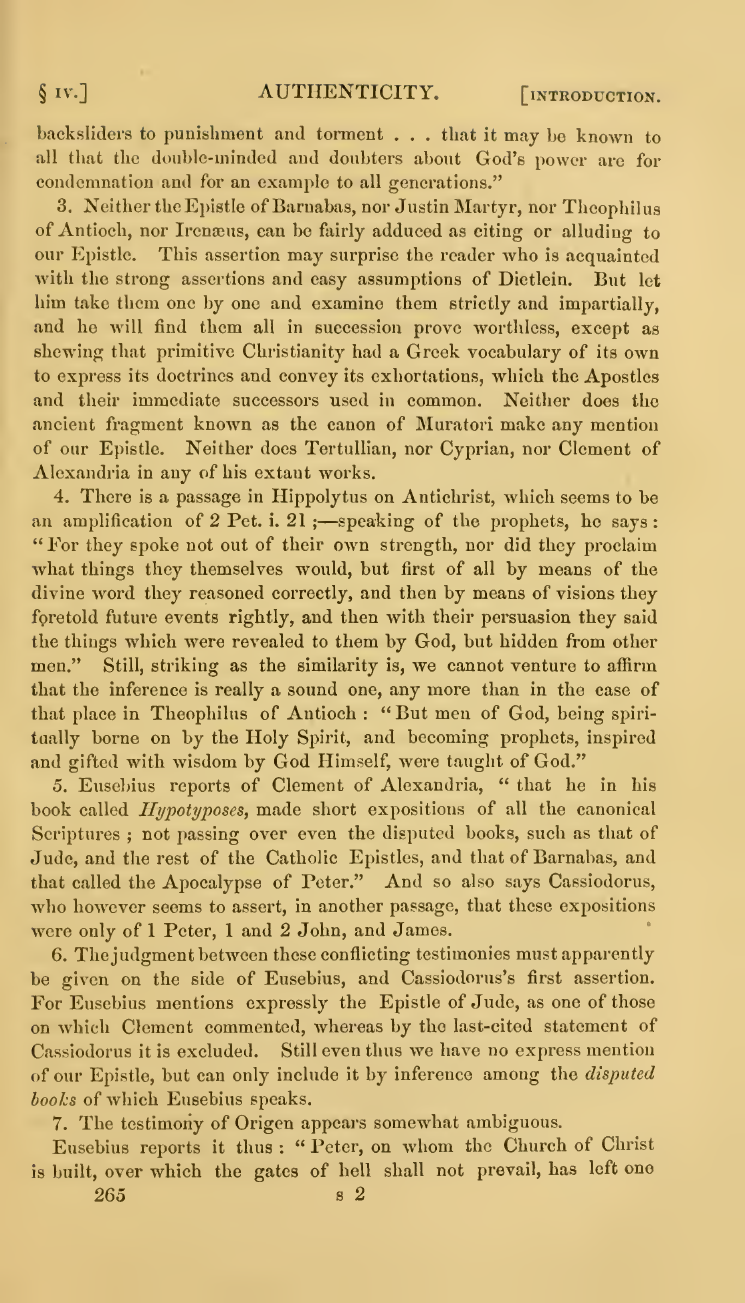 § IV.] AUTHENTICITY. [INTRODUCTION.
backsliders to punishment and torment . . . that it may be known to
all that the double-minded and doubters about God's power are for
condemnation and for an example to all generations.”
3. Neither the Epistle of Barnabas, nor Justin Martyr, nor Theophilus
of Antioch, nor Irenæus, can be fairly adduced as citing or alluding to
our Epistle. This assertion may surprise the reader who is acquainted
with the strong assertions and easy assumptions of Dietlein. But let
him take them one by one and examine them strictly and impartially,
and he will find them all in succession prove worthless, except as
shewing that primitive Christianity had a Greek vocabulary of its own
to express its doctrines and convey its exhortations, which the Apostles
and their immediate successors used in common. Neither does the
ancient fragment known as the canon of Muratori make any mention
of our Epistle. Neither does Tertullian, nor Cyprian, nor Clement of
Alexandria in any of his extant works.
4. There is a passage in Hippolytus on Antichrist, which seems to be
an amplification of 2 Pet. i. 21 ;—speaking of the prophets, he says :
“ For they spoke not out of their own strength, nor did they proclaim
what things they themselves would, but first of all by means of the
divine word they reasoned correctly, and then by means of visions they
foretold future events rightly, and then with their persuasion they said
the things which were revealed to them by God, but hidden from other
men.” Still, striking as the similarity is, we cannot venture to affirm
that the inference is really a sound one, any more than in the case of
that place in Theophilus of Antioch : “ But men of God, being spiri-
tually borne on by the Holy Spirit, and becoming prophets, inspired
and gifted with wisdom by God Himself, were taught of God.”
5. Eusebius reports of Clement of Alexandria, “ that he in his
book called Hypotyposes, made short expositions of all the canonical
Scriptures ; not passing over even the disputed books, such as that of
Jude, and the rest of the Catholic Epistles, and that of Barnabas, and
that called the Apocalypse of Peter.” And so also says Cassiodorus,
who however seems to assert, in another passage, that these expositions
were only of 1 Peter, 1 and 2 John, and James.
6. The judgment between these conflicting testimonies must apparently
be given on the side of Eusebius, and Cassiodorus's first assertion.
For Eusebius mentions expressly the Epistle of Jude, as one of those
on which Clement commented, whereas by the last-cited statement of
Cassiodorus it is excluded. Still even thus we have no express mention
of our Epistle, but can only include it by inference among the disputed
books of which Eusebius speaks.
7. The testimony of Origen appears somewhat ambiguous.
Eusebius reports it thus : “ Peter, on whom the Church of Christ
is built, over which the gates of hell shall not prevail, has left one
265 s 2